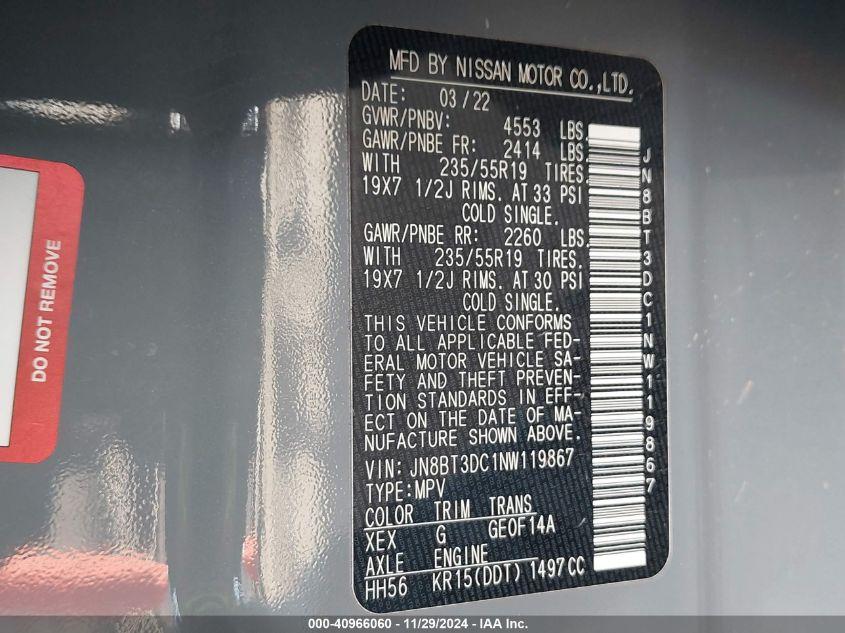 MFD BY NISSAN MOTOR CO.,LTD.
DATE: 03/22
GVWR/PNBV: 4553 LBS.
GAWR/PNBE FR: 2414 LBS.
WITH 235/55R19 TIRES.
19X7 1/2J RIMS. AT 33 PSI
COLD SINGLE.
GAWR/PNBE RR: 2260 LBS.
WITH 235/55R19 TIRES.
19X7 1/2J RIMS. AT 30 PSI
COLD SINGLE.
THIS VEHICLE CONFORMS
TO ALL APPLICABLE FED-
ERAL MOTOR VEHICLE SA-
FETY AND THEFT PREVEN-
TION STANDARDS IN EFF-
ECT ON THE DATE OF MA-
NUFACTURE SHOWN ABOVE.
VIN: JN8BT3DC1NW119867
TYPE:MPV
COLOR TRIM TRANS
XEX G GEOF14A
AXLE ENGINE
HH56 KR15(DDT) 1497CC
JN8BT3DC1NW119867
DO NOT REMOVE
000-40966060 - 11/29/2024 - IAA Inc.